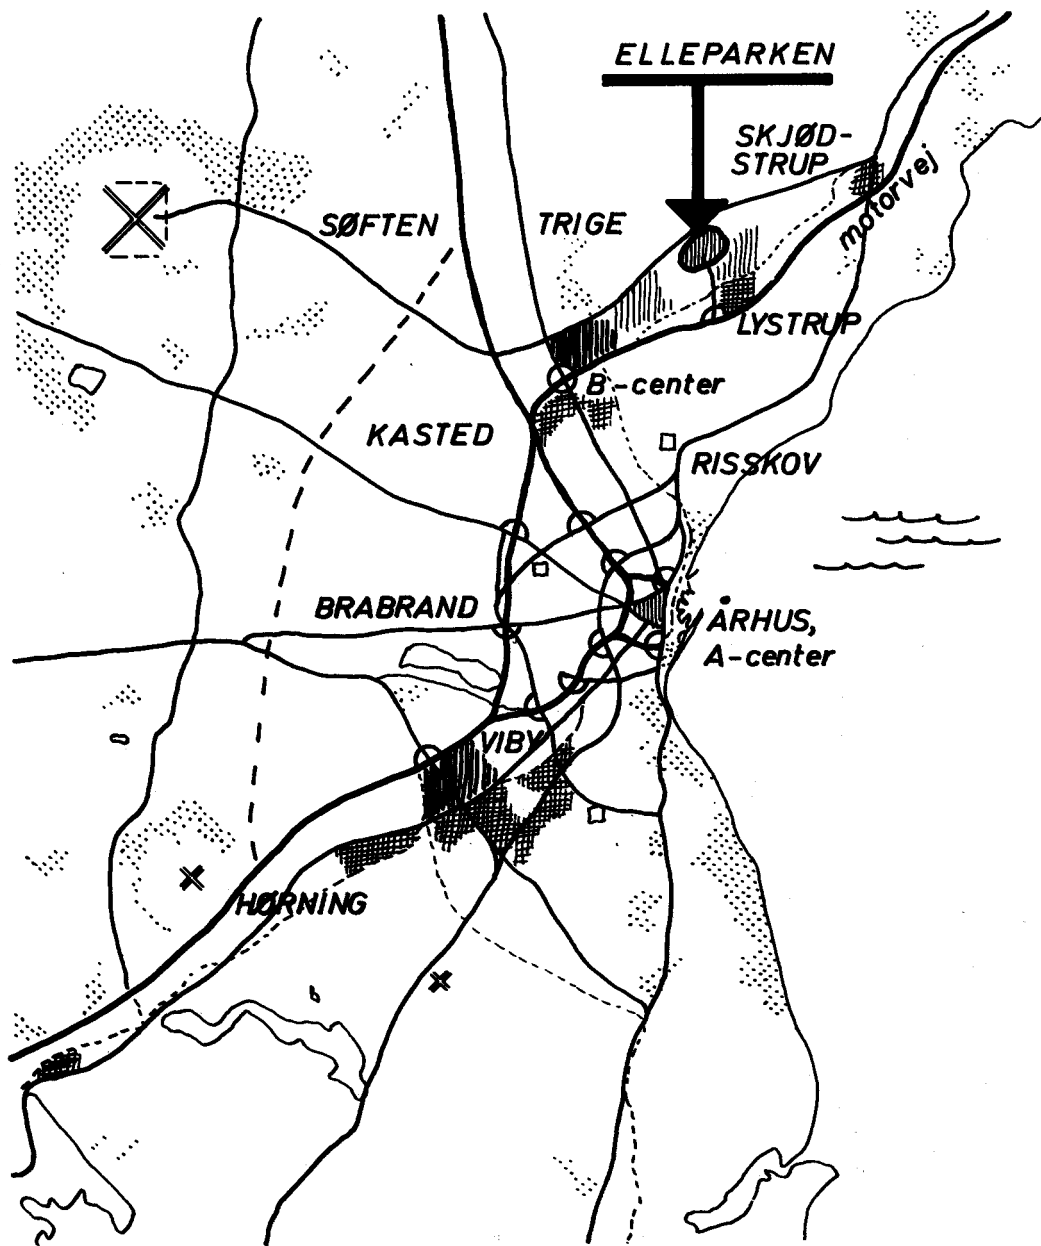 ELLEPARKEN
SKJØD-
STRUP
motorvej
SØFTEN
TRIGE
LYSTRUP
B-center
KASTED
RISSKOV
BRABRAND
ÅRHUS,
A-center
VIBY
HØRNING